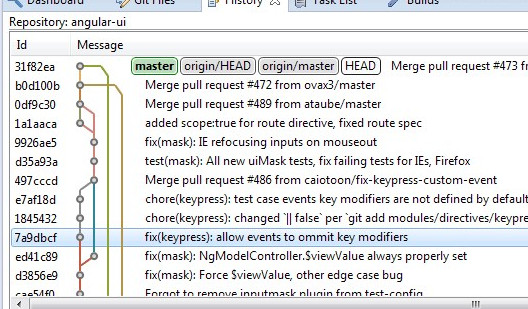 Dashboard Git Files History Task List Builds
Repository: angular-ui
Id Message
31f82ea master origin/HEAD origin/master HEAD Merge pull request #473 fr
b0d100b Merge pull request #472 from ovax3/master
0df9c30 Merge pull request #489 from ataube/master
1a1aaca added scope:true for route directive, fixed route spec
9926ae5 fix(mask): IE refocusing inputs on mouseout
d35a93a test(mask): All new uiMask tests, fix failing tests for IEs, Firefox
497cccd Merge pull request #486 from caiotoon/fix-keypress-custom-event
e7af18d chore(keypress): test case events key modifiers are not defined by default
1845432 chore(keypress): changed `|| false` per `git add modules/directives/keypre
7a9dbcf fix(keypress): allow events to ommit key modifiers
ed41c89 fix(mask): NgModelController.$viewValue always properly set
d3856e9 fix(mask): Force $viewValue, other edge case bug
cae54f0 Forgot to remove inputmask plugin from test-config